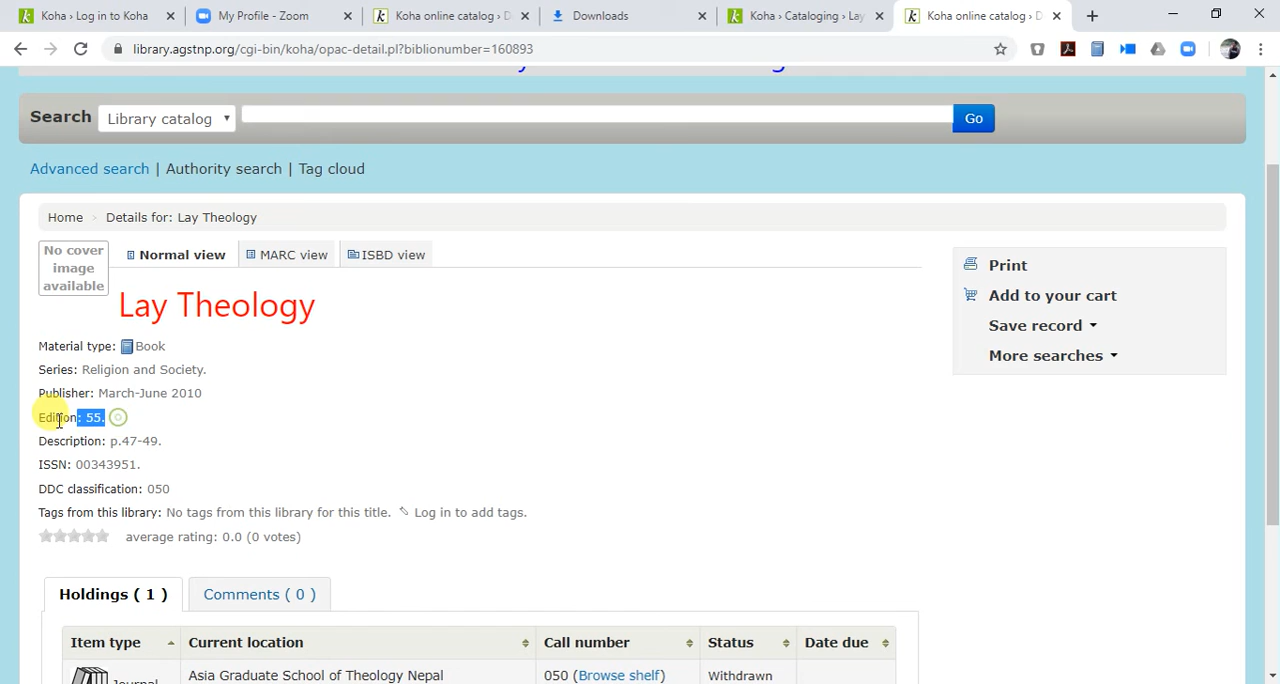 Koha › Log in to Koha
My Profile - Zoom
Koha online catalog › D
Downloads
Koha › Cataloging › Lay
Koha online catalog › D
library.agstnp.org/cgi-bin/koha/opac-detail.pl?biblionumber=160893
Search
Library catalog
Go
Advanced search | Authority search | Tag cloud
Home › Details for: Lay Theology
No cover image available
Normal view
MARC view
ISBD view
Print
Add to your cart
Save record
More searches
Lay Theology
Material type: Book
Series: Religion and Society.
Publisher: March-June 2010
Edition: 55.
Description: p.47-49.
ISSN: 00343951.
DDC classification: 050
Tags from this library: No tags from this library for this title. Log in to add tags.
average rating: 0.0 (0 votes)
Holdings ( 1 )
Comments ( 0 )
Item type Current location Call number Status Date due
Journal Asia Graduate School of Theology Nepal 050 (Browse shelf) Withdrawn